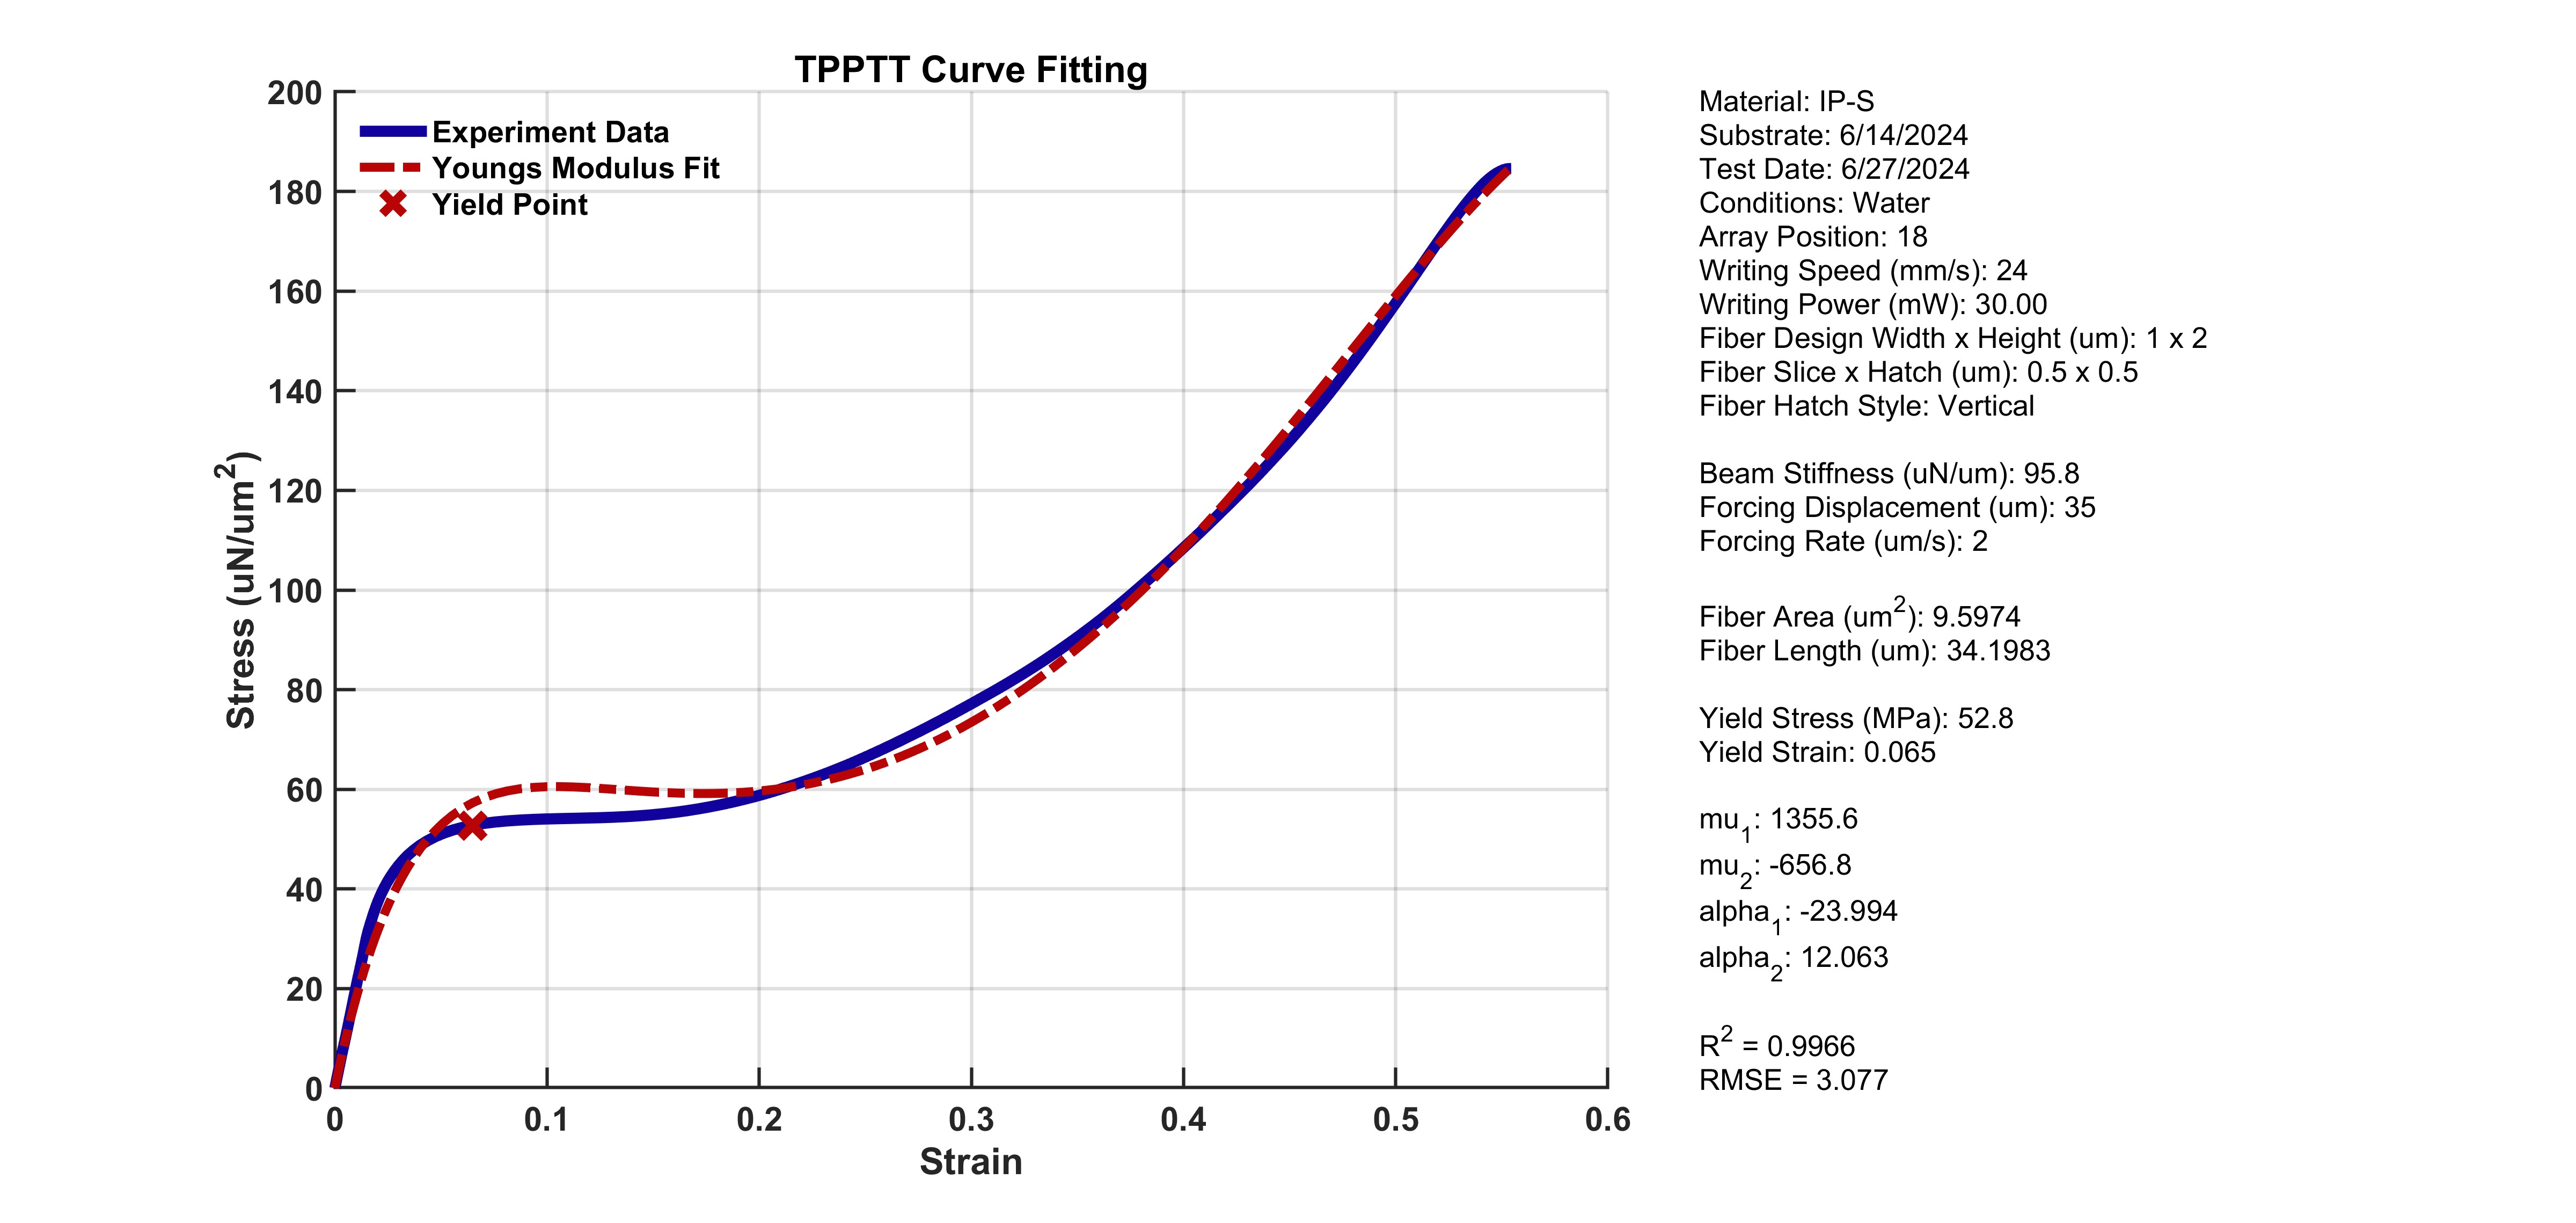 TPPTT Curve Fitting
200
180
160
140
120
100
80
60
40
20
0
0 0.1 0.2 0.3 0.4 0.5 0.6
Stress (uN/um2)
Strain
Experiment Data
Youngs Modulus Fit
Yield Point
Material: IP-S
Substrate: 6/14/2024
Test Date: 6/27/2024
Conditions: Water
Array Position: 18
Writing Speed (mm/s): 24
Writing Power (mW): 30.00
Fiber Design Width x Height (um): 1 x 2
Fiber Slice x Hatch (um): 0.5 x 0.5
Fiber Hatch Style: Vertical
Beam Stiffness (uN/um): 95.8
Forcing Displacement (um): 35
Forcing Rate (um/s): 2
Fiber Area (um2): 9.5974
Fiber Length (um): 34.1983
Yield Stress (MPa): 52.8
Yield Strain: 0.065
mu1: 1355.6
mu2: -656.8
alpha1: -23.994
alpha2: 12.063
R2 = 0.9966
RMSE = 3.077